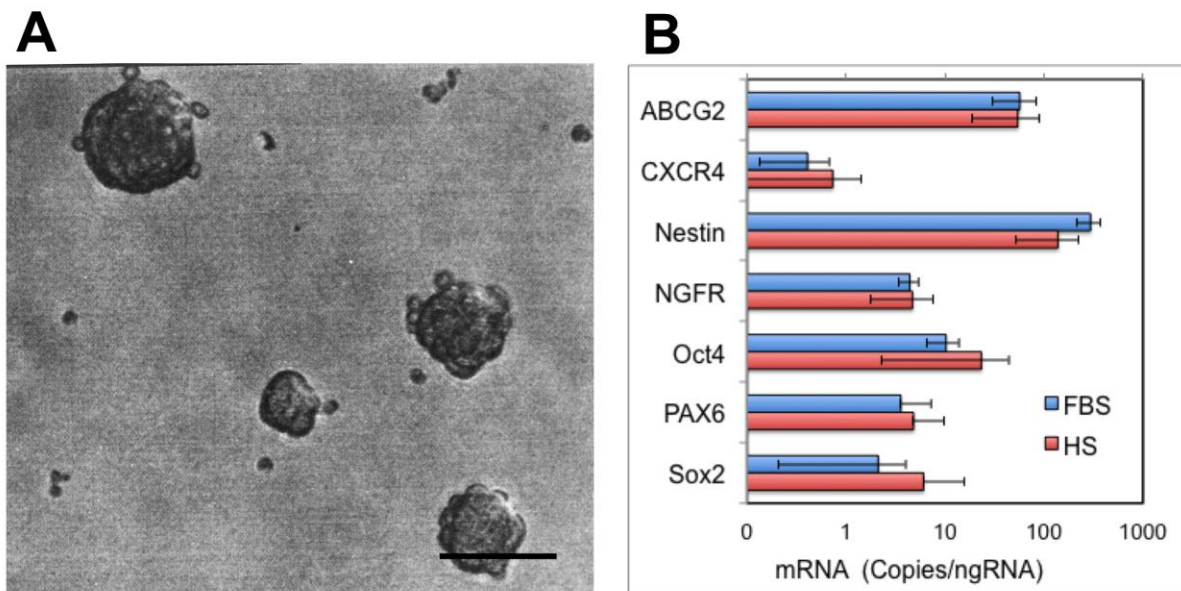 A
B
ABCG2
CXCR4
Nestin
NGFR
Oct4
PAX6
Sox2
FBS
HS
0 1 10 100 1000
mRNA (Copies/ngRNA)